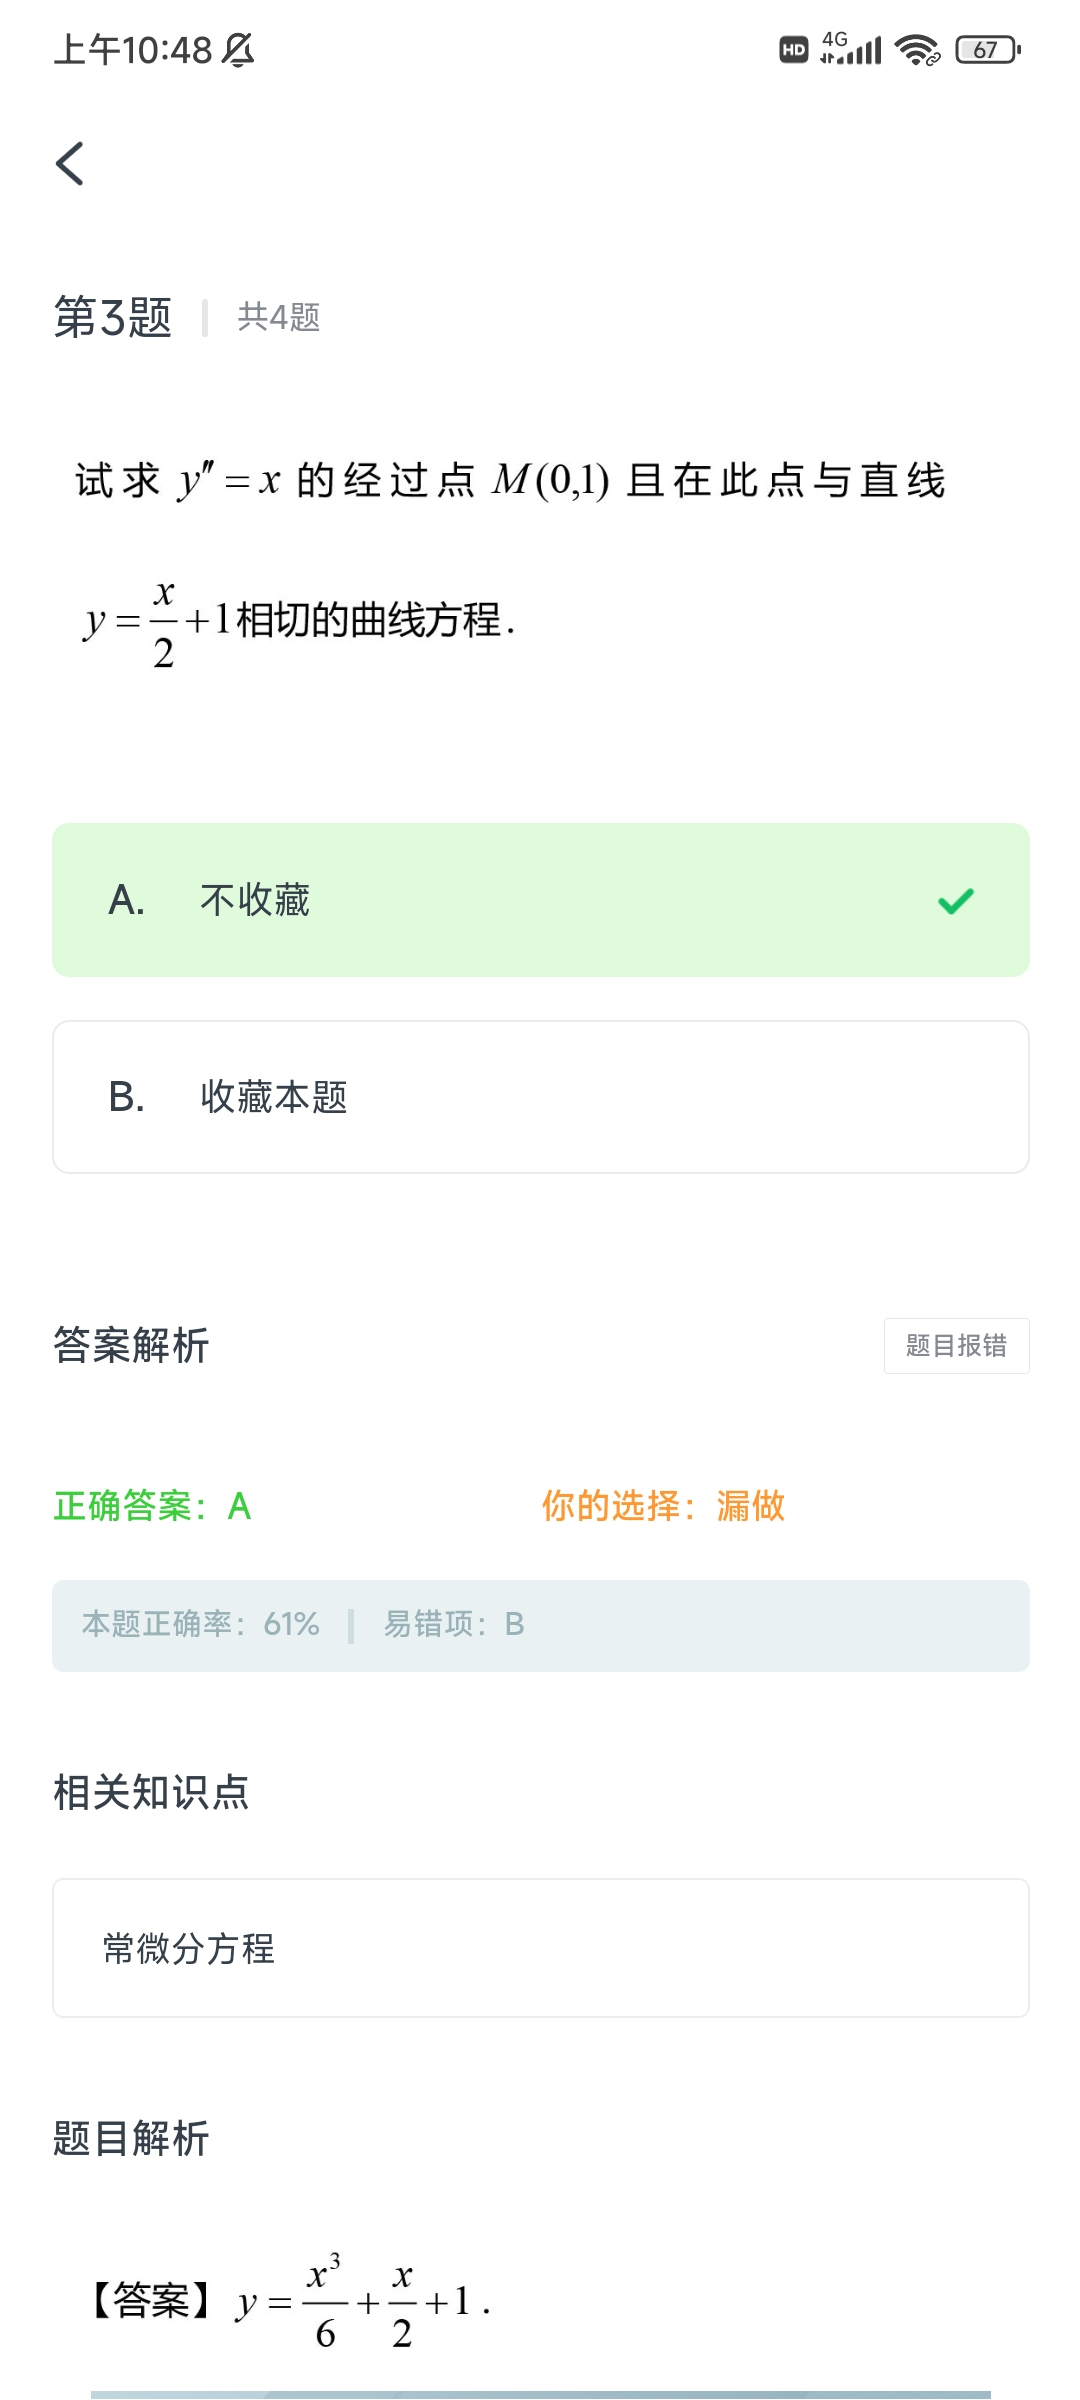 上午10:48
HD 4G 67
第3题 共4题
试求 y″ = x 的经过点 M(0,1) 且在此点与直线
y = x/2 + 1相切的曲线方程.
A. 不收藏
B. 收藏本题
答案解析 题目报错
正确答案：A 你的选择：漏做
本题正确率：61% 易错项：B
相关知识点
常微分方程
题目解析
【答案】 y = x³/6 + x/2 + 1 .